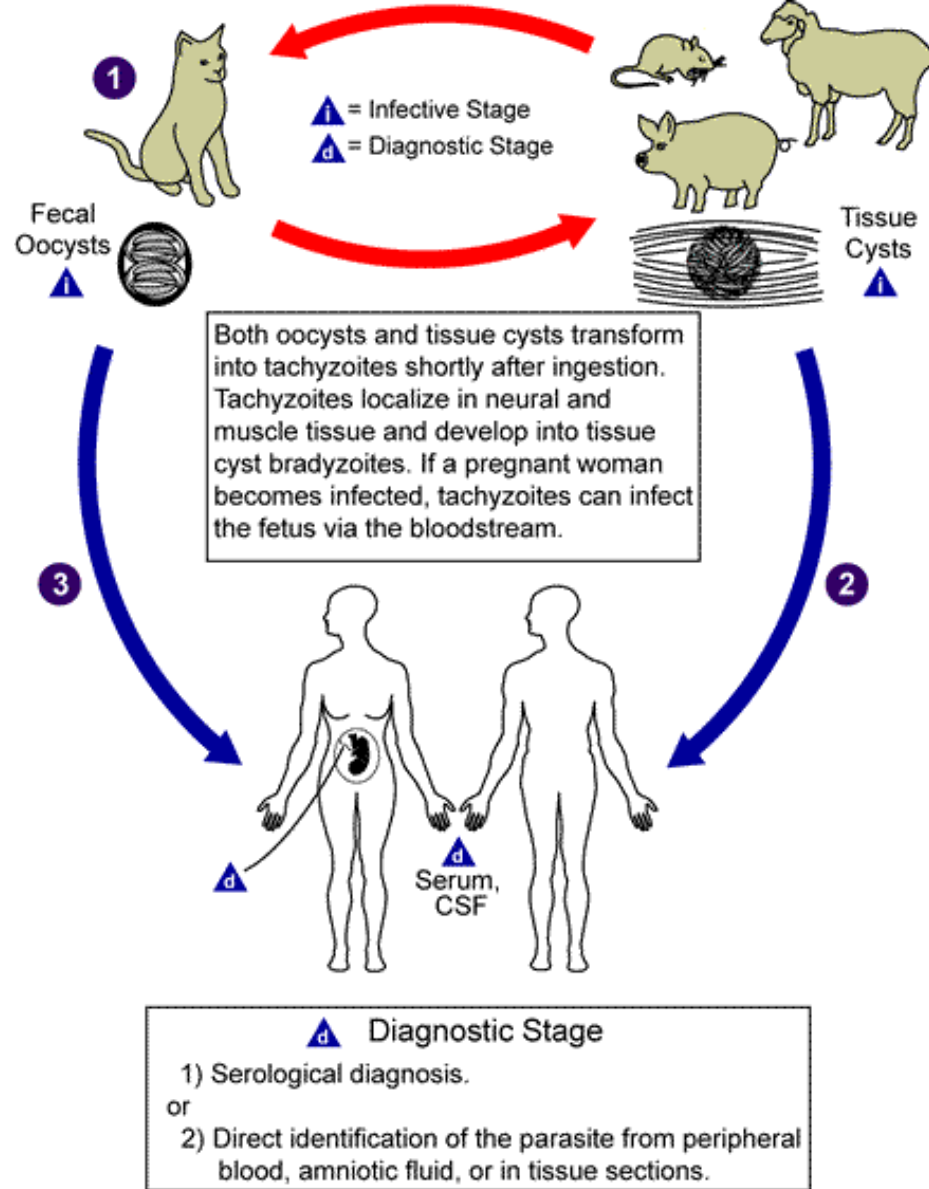 1
i = Infective Stage
d = Diagnostic Stage
Fecal
Oocysts
i
Tissue
Cysts
i
Both oocysts and tissue cysts transform
into tachyzoites shortly after ingestion.
Tachyzoites localize in neural and
muscle tissue and develop into tissue
cyst bradyzoites. If a pregnant woman
becomes infected, tachyzoites can infect
the fetus via the bloodstream.
3
2
d
d
Serum,
CSF
d Diagnostic Stage
1) Serological diagnosis.
or
2) Direct identification of the parasite from peripheral
blood, amniotic fluid, or in tissue sections.